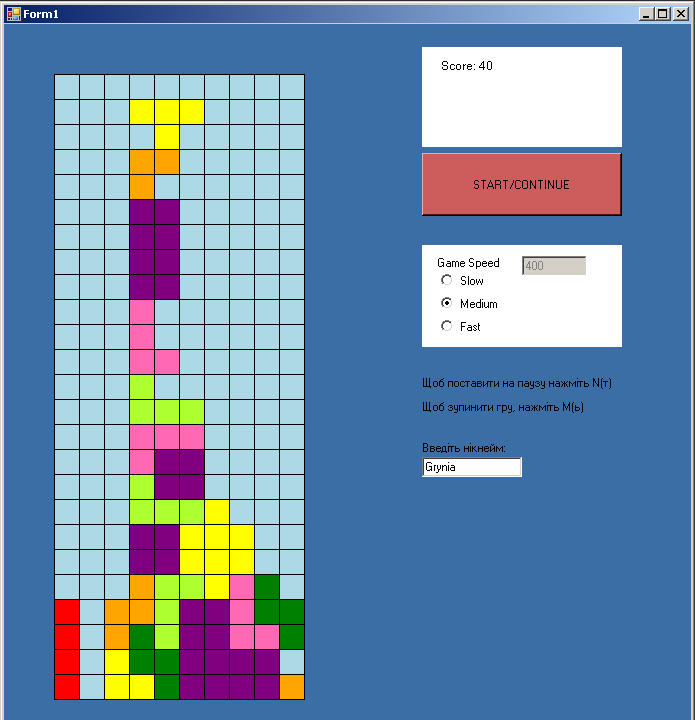 Form1
Score: 40
START/CONTINUE
Game Speed
400
Slow
Medium
Fast
Щоб поставити на паузу нажміть N(т)
Щоб зупинити гру, нажміть M(ь)
Введіть нікнейм:
Grynia